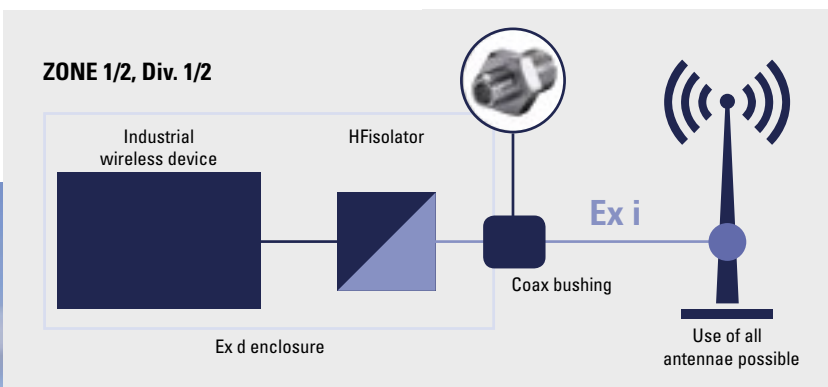 ZONE 1/2, Div. 1/2
Industrial
wireless device
HFisolator
Ex i
Coax bushing
Ex d enclosure
Use of all
antennae possible